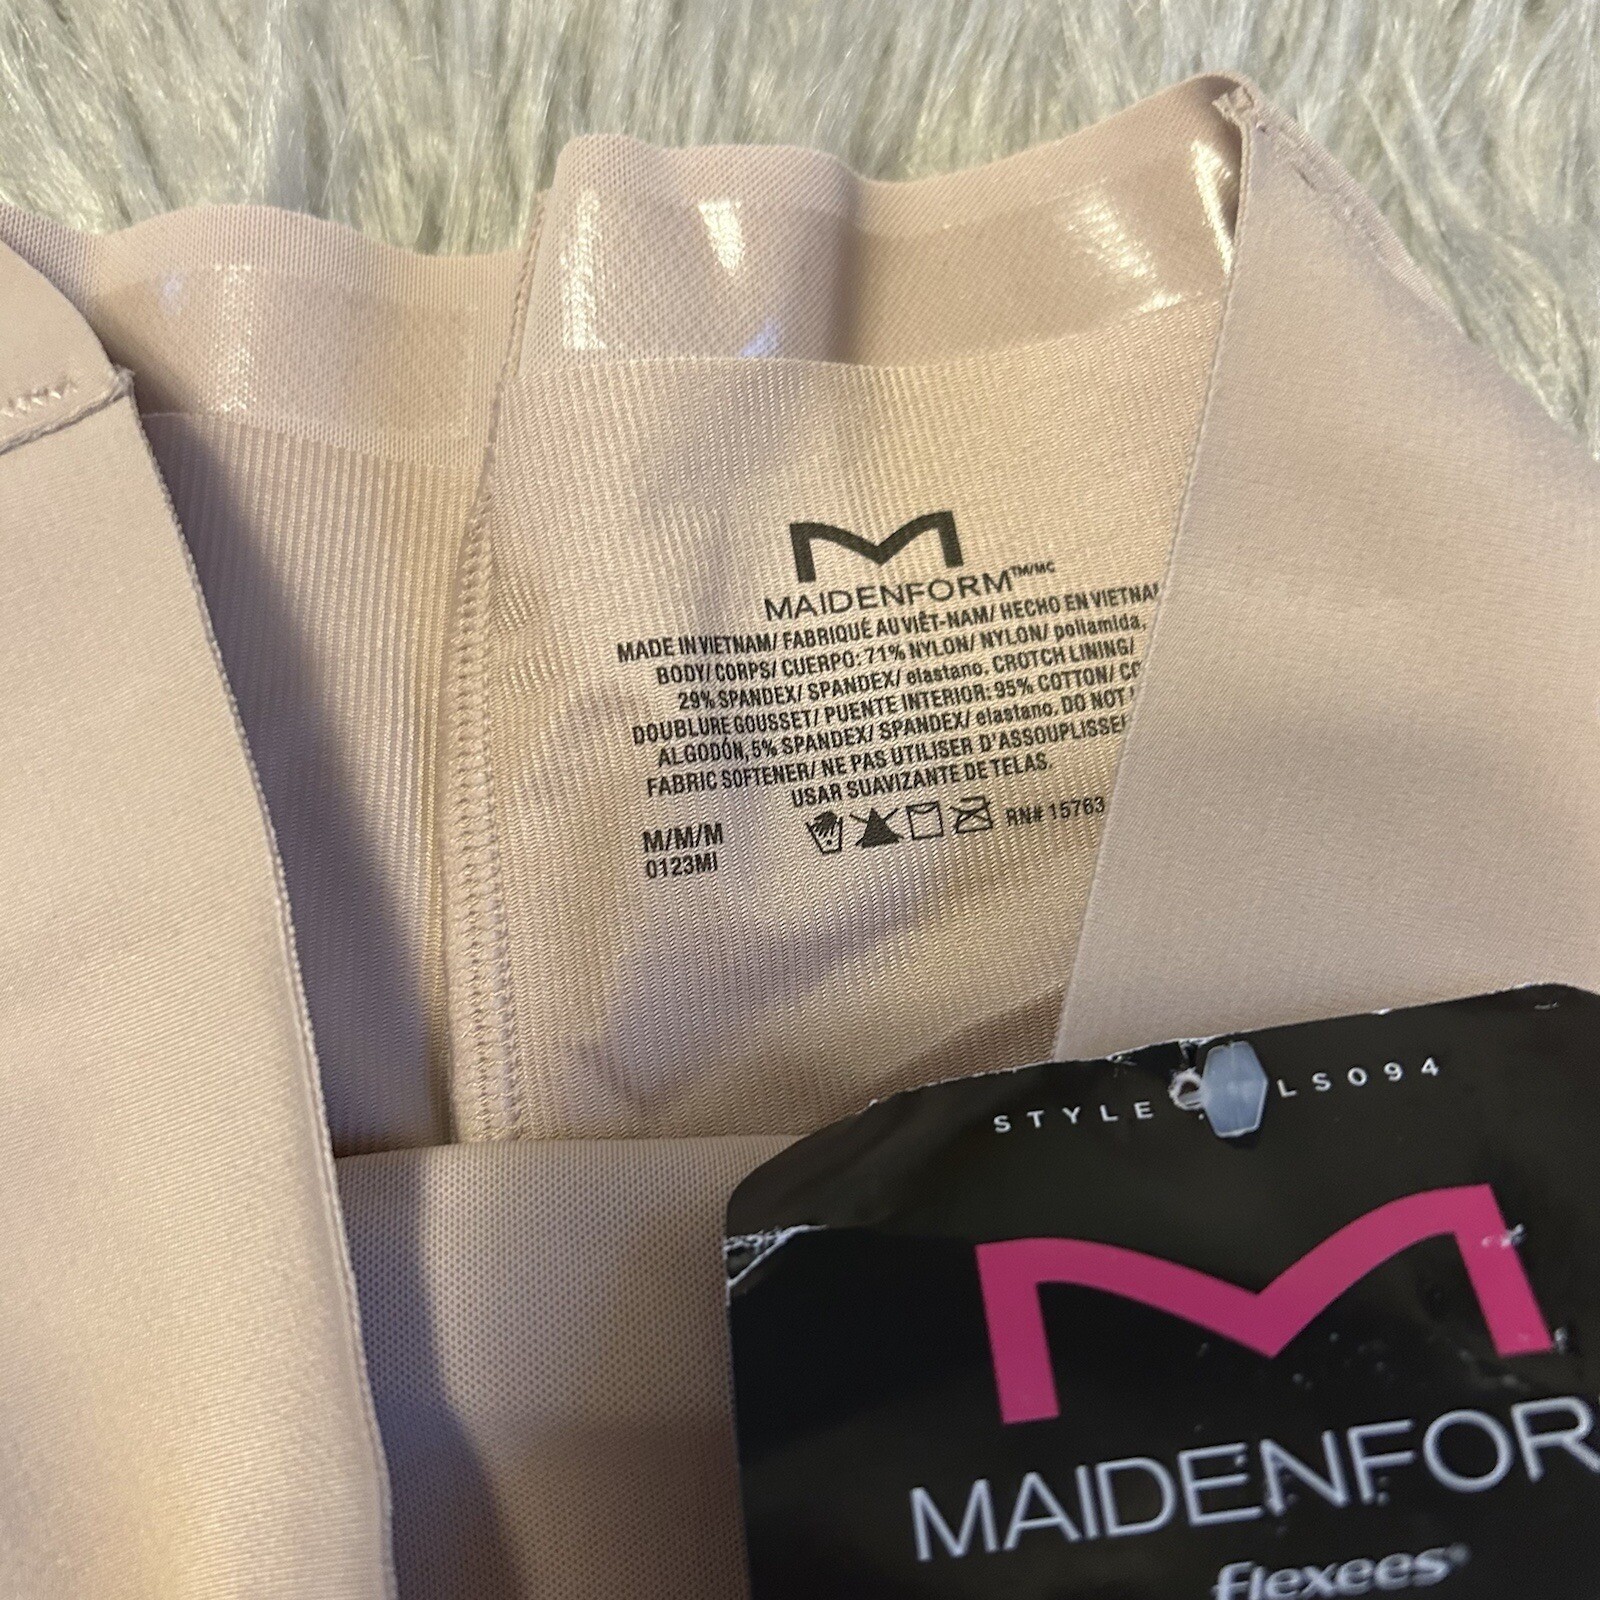 MAIDENFORM™/MC
MADE IN VIETNAM/ FABRIQUÉ AU VIÊT-NAM/ HECHO EN VIETNA
BODY/ CORPS/ CUERPO: 71% NYLON/ NYLON/ poliamida,
29% SPANDEX/ SPANDEX/ elastano. CROTCH LINING/
DOUBLURE GOUSSET/ PUENTE INTERIOR: 95% COTTON/ CO
ALGODÓN, 5% SPANDEX/ SPANDEX/ elastano. DO NOT
FABRIC SOFTENER/ NE PAS UTILISER D'ASSOUPLISSE
USAR SUAVIZANTE DE TELAS.
M/M/M
0123MI
RN# 15763
STYLE LS094
MAIDENFOR
flexees®